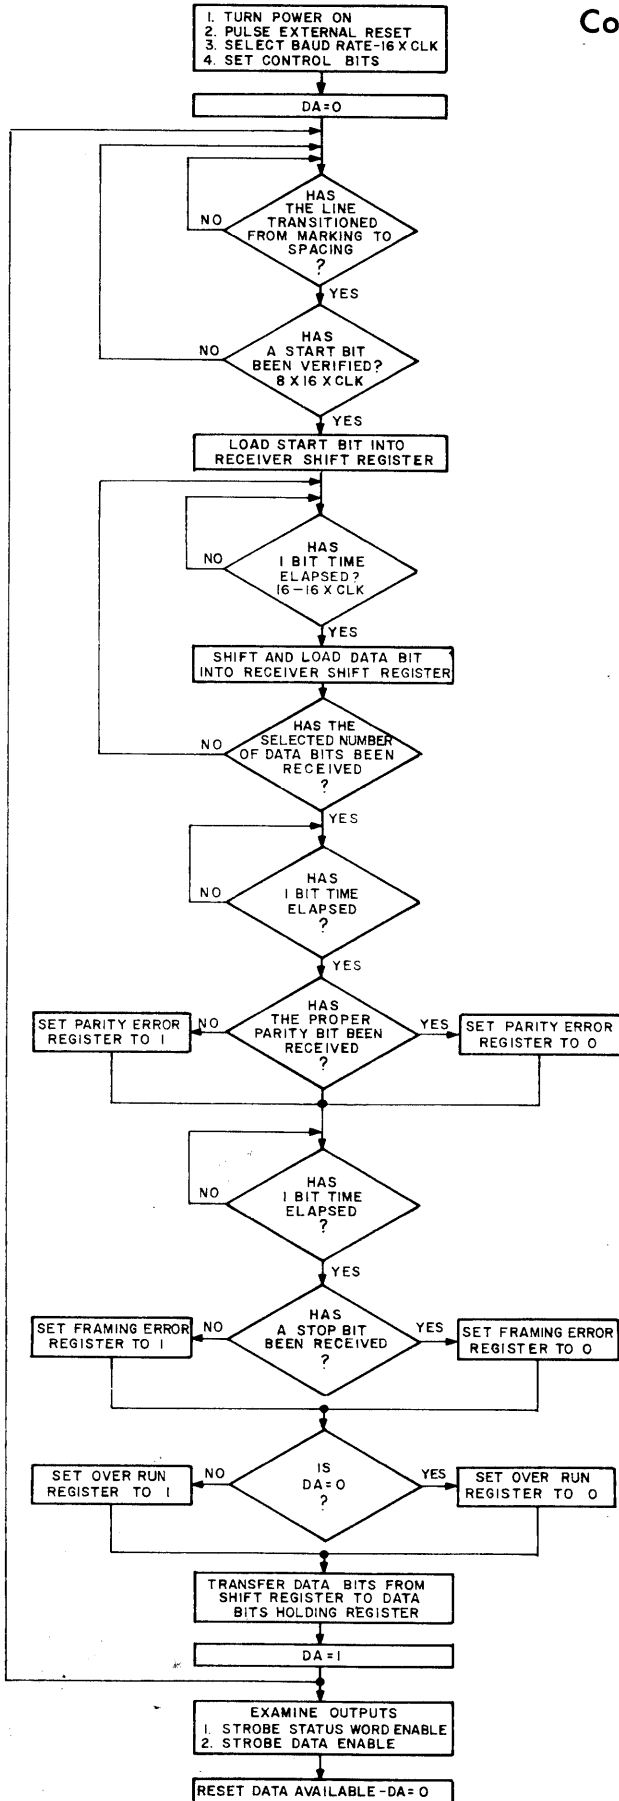 Co
1. TURN POWER ON
2. PULSE EXTERNAL RESET
3. SELECT BAUD RATE-16 X CLK
4. SET CONTROL BITS
DA=0
HAS
THE LINE
TRANSITIONED
FROM MARKING TO
SPACING
?
NO
YES
HAS
A START BIT
BEEN VERIFIED?
8 X 16 X CLK
NO
YES
LOAD START BIT INTO
RECEIVER SHIFT REGISTER
HAS
1 BIT TIME
ELAPSED?
16-16 X CLK
NO
YES
SHIFT AND LOAD DATA BIT
INTO RECEIVER SHIFT REGISTER
HAS THE
SELECTED NUMBER
OF DATA BITS BEEN
RECEIVED
?
NO
YES
HAS
1 BIT TIME
ELAPSED
?
NO
YES
HAS
THE PROPER
PARITY BIT BEEN
RECEIVED
?
NO
YES
SET PARITY ERROR
REGISTER TO 1
SET PARITY ERROR
REGISTER TO 0
HAS
1 BIT TIME
ELAPSED
?
NO
YES
HAS
A STOP BIT
BEEN RECEIVED
?
NO
YES
SET FRAMING ERROR
REGISTER TO 1
SET FRAMING ERROR
REGISTER TO 0
IS
DA=0
?
NO
YES
SET OVER RUN
REGISTER TO 1
SET OVER RUN
REGISTER TO 0
TRANSFER DATA BITS FROM
SHIFT REGISTER TO DATA
BITS HOLDING REGISTER
DA=1
EXAMINE OUTPUTS
1. STROBE STATUS WORD ENABLE
2. STROBE DATA ENABLE
RESET DATA AVAILABLE-DA=0